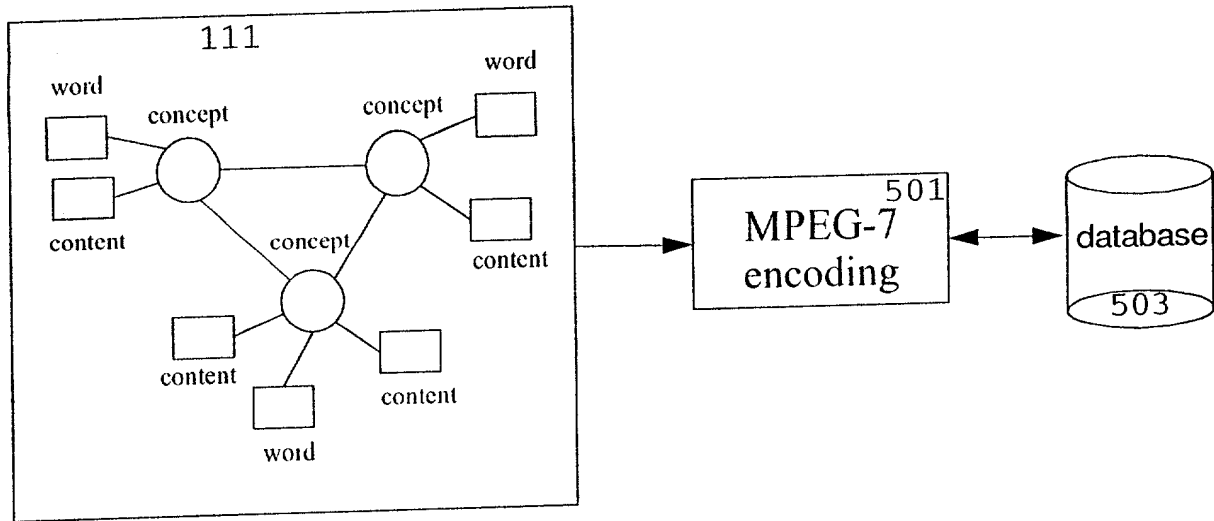 111
word
word
concept
concept
content
concept
content
content
content
word
501
MPEG-7
encoding
database
503